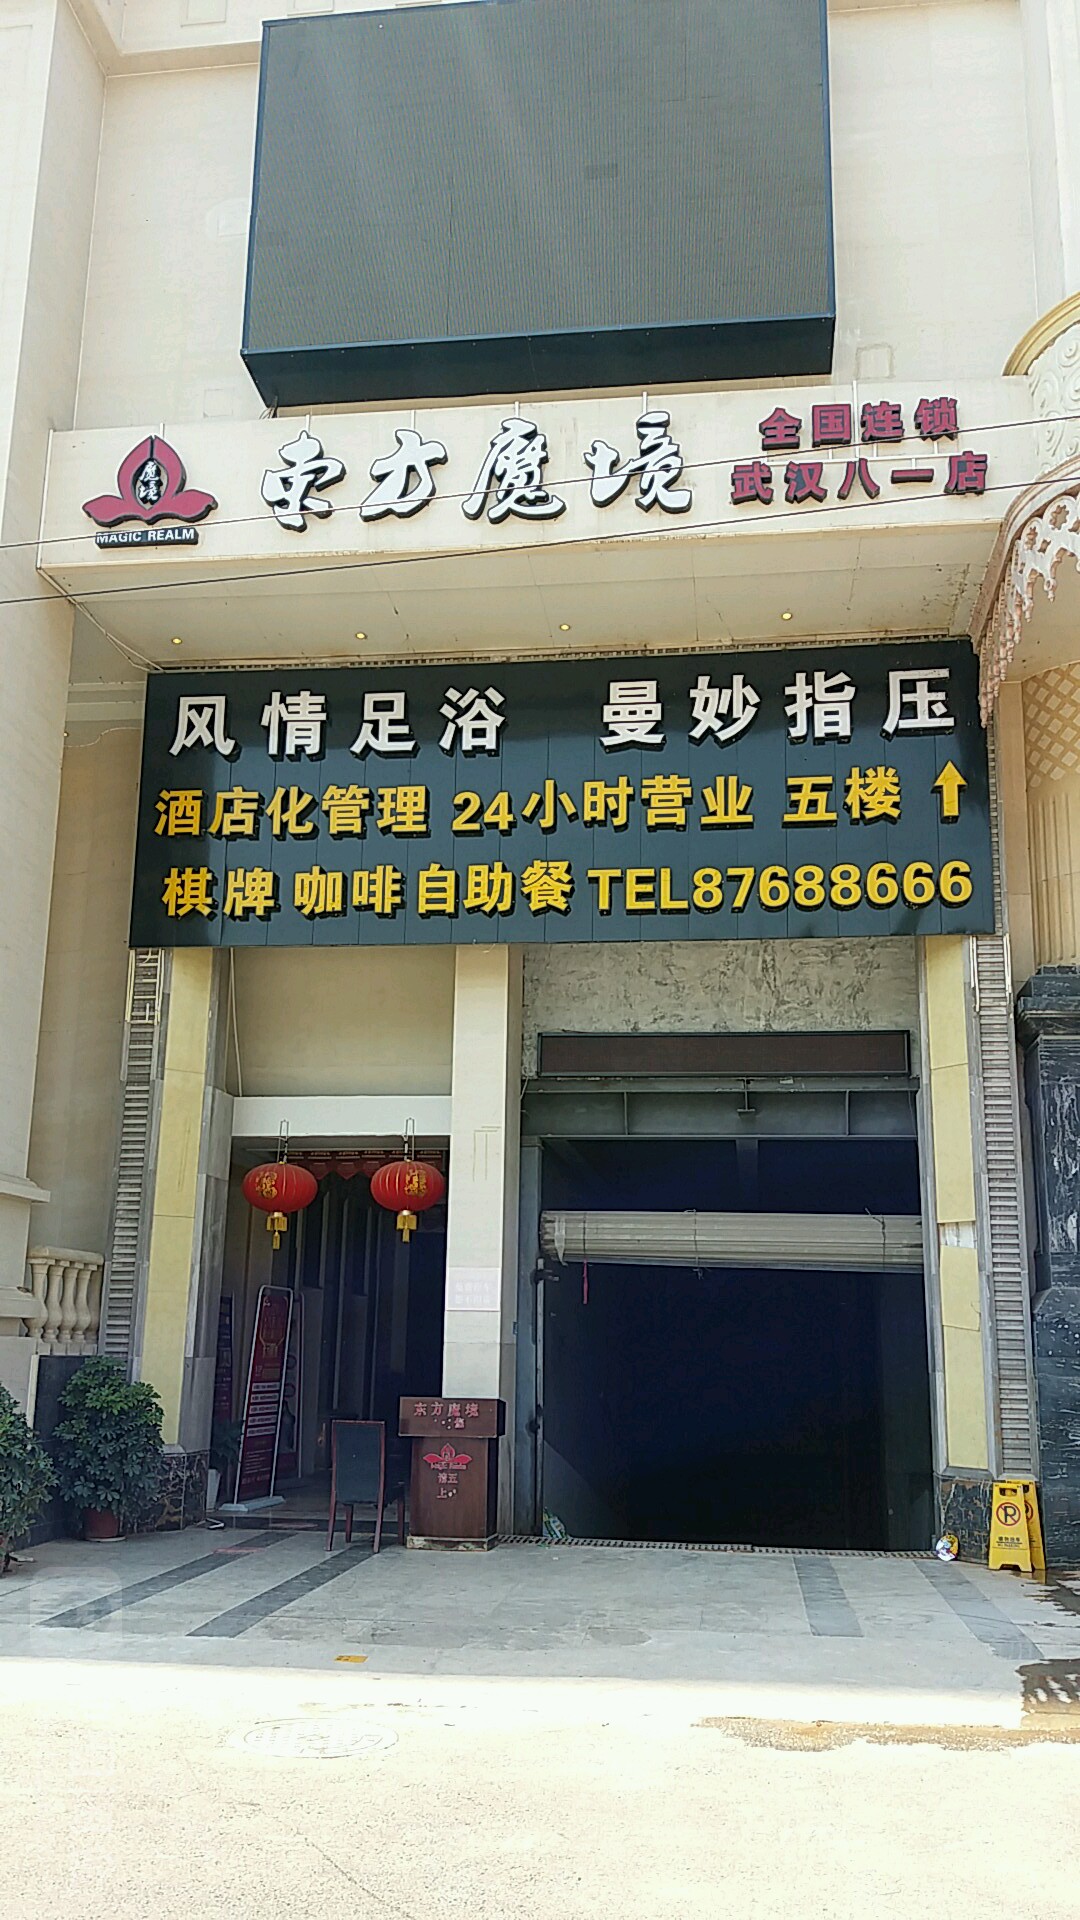 魔境
MAGIC REALM
东方魔境
全国连锁
武汉八一店
风情足浴 曼妙指压
酒店化管理 24小时营业 五楼
棋牌 咖啡自助餐 TEL87688666
东方魔境